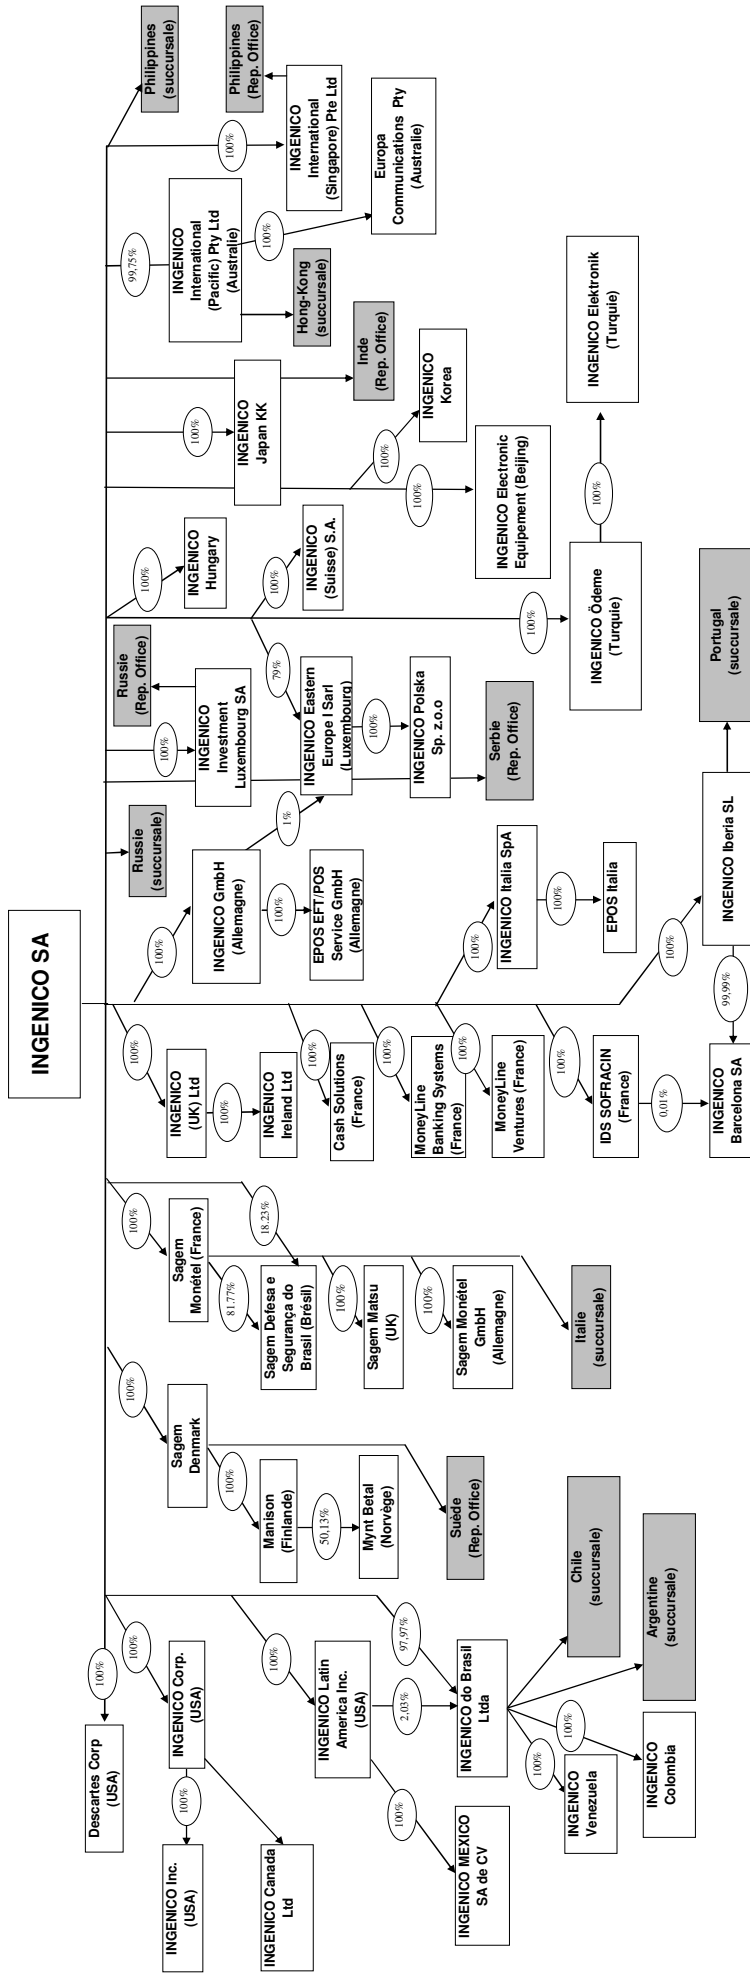 INGENICO SA
100%
Descartes Corp
(USA)
100%
INGENICO Corp.
(USA)
100%
INGENICO Inc.
(USA)
INGENICO Canada
Ltd
100%
INGENICO Latin
America Inc.
(USA)
100%
INGENICO MEXICO
SA de CV
2,03%
97,97%
INGENICO do Brasil
Ltda
100%
INGENICO
Venezuela
100%
INGENICO
Colombia
Argentine
(succursale)
Chile
(succursale)
100%
Sagem
Denmark
100%
Manison
(Finlande)
50,13%
Mynt Betal
(Norvège)
Suède
(Rep. Office)
100%
Sagem
Monétel (France)
81.77%
18.23%
Sagem Defesa e
Segurança do
Brasil (Brésil)
100%
Sagem Matsu
(UK)
100%
Sagem Monétel
GmbH
(Allemagne)
Italie
(succursale)
100%
INGENICO
(UK) Ltd
100%
INGENICO
Ireland Ltd
100%
Cash Solutions
(France)
100%
MoneyLine
Banking Systems
(France)
100%
MoneyLine
Ventures (France)
100%
IDS SOFRACIN
(France)
0,01%
INGENICO
Barcelona SA
99,99%
100%
INGENICO GmbH
(Allemagne)
100%
EPOS EFT/POS
Service GmbH
(Allemagne)
1%
100%
INGENICO Italia SpA
100%
EPOS Italia
100%
INGENICO Iberia SL
Portugal
(succursale)
Russie
(succursale)
100%
INGENICO
Investment
Luxembourg SA
Russie
(Rep. Office)
79%
INGENICO Eastern
Europe I Sarl
(Luxembourg)
100%
INGENICO Polska
Sp. z.o.o
Serbie
(Rep. Office)
100%
INGENICO
Hungary
100%
INGENICO
(Suisse) S.A.
100%
INGENICO Ödeme
(Turquie)
100%
INGENICO Elektronik
(Turquie)
100%
INGENICO
Japan KK
100%
INGENICO
Korea
100%
INGENICO Electronic
Equipement (Beijing)
Inde
(Rep. Office)
99,75%
INGENICO
International
(Pacific) Pty Ltd
(Australie)
Hong-Kong
(succursale)
100%
Europa
Communications Pty
(Australie)
100%
INGENICO
International
(Singapore) Pte Ltd
Philippines
(Rep. Office)
Philippines
(succursale)